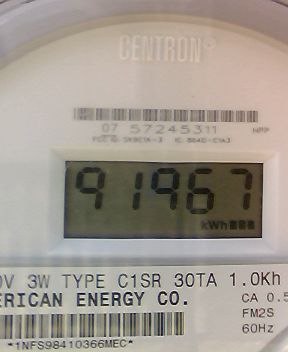 CENTRON®
07 57245311
91967
kWh
0V 3W TYPE C1SR 30TA 1.0Kh
ERICAN ENERGY CO.
CA 0.5
FM2S
60Hz
*1NFS98410366MEC*